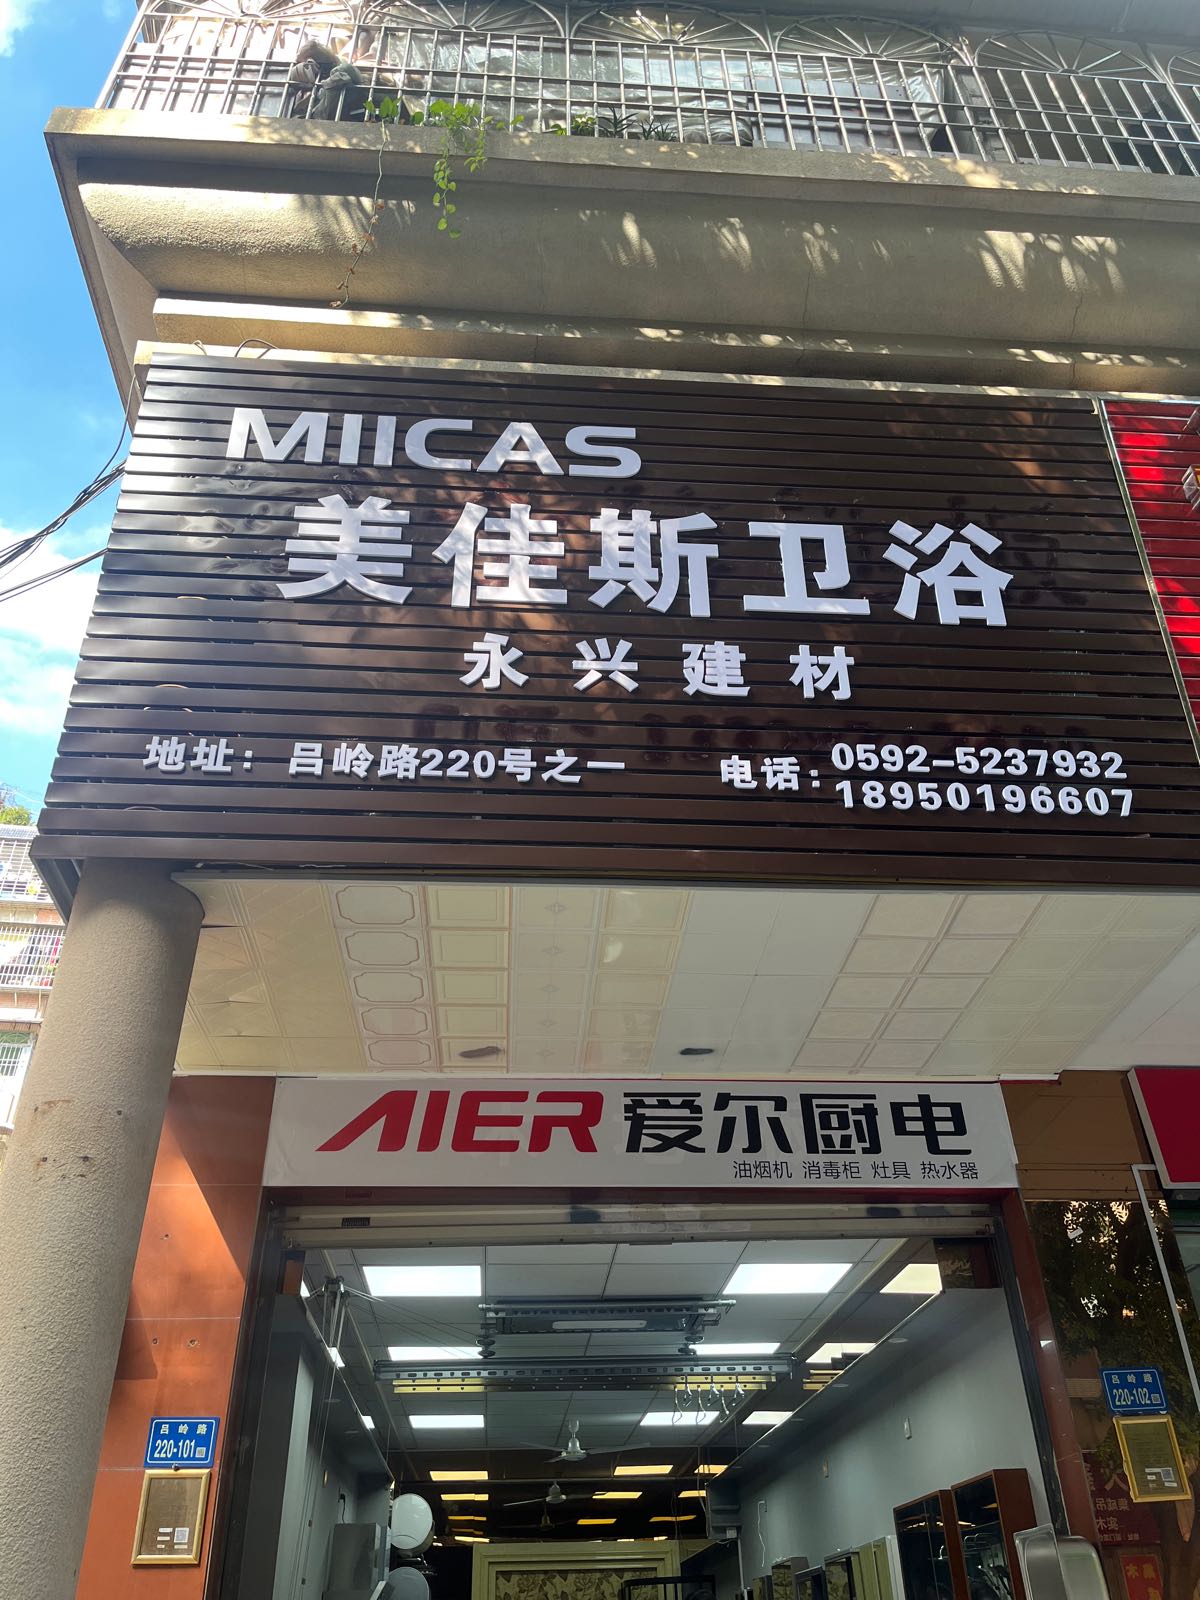 MIICAS
美佳斯卫浴
永兴建材
地址：吕岭路220号之一
电话：0592-5237932
18950196607
AIER 爱尔厨电
油烟机 消毒柜 灶具 热水器
吕岭路
220-101
吕岭路
220-102